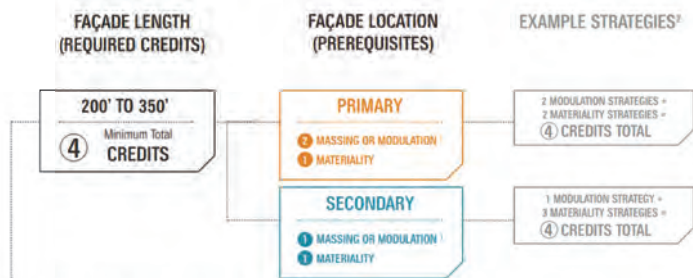 FAÇADE LENGTH
(REQUIRED CREDITS)
FAÇADE LOCATION
(PREREQUISITES)
EXAMPLE STRATEGIES²
200' TO 350'
4 Minimum Total
CREDITS
PRIMARY
2 MASSING OR MODULATION
1 MATERIALITY
2 MODULATION STRATEGIES +
2 MATERIALITY STRATEGIES =
4 CREDITS TOTAL
SECONDARY
1 MASSING OR MODULATION
1 MATERIALITY
1 MODULATION STRATEGY +
3 MATERIALITY STRATEGIES =
4 CREDITS TOTAL